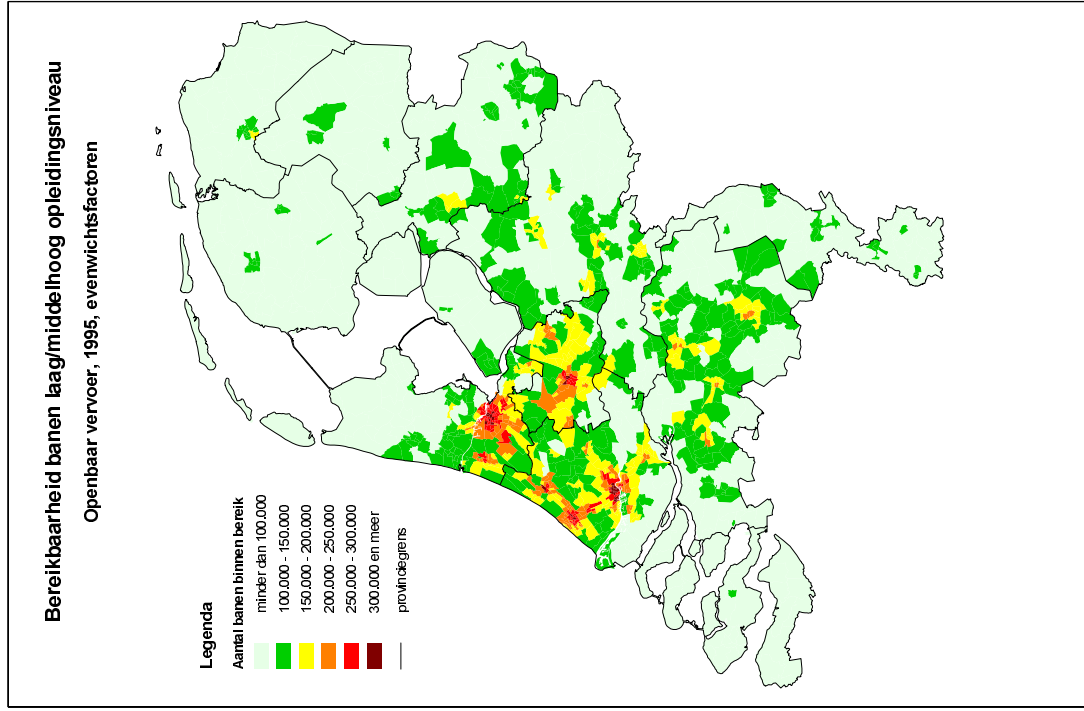 Bereikbaarheid banen laag/middelhoog opleidingsniveau
Openbaar vervoer, 1995, evenwichtsfactoren
Legenda
Aantal banen binnen bereik
minder dan 100.000
100.000 - 150.000
150.000 - 200.000
200.000 - 250.000
250.000 - 300.000
300.000 en meer
provinciegrens